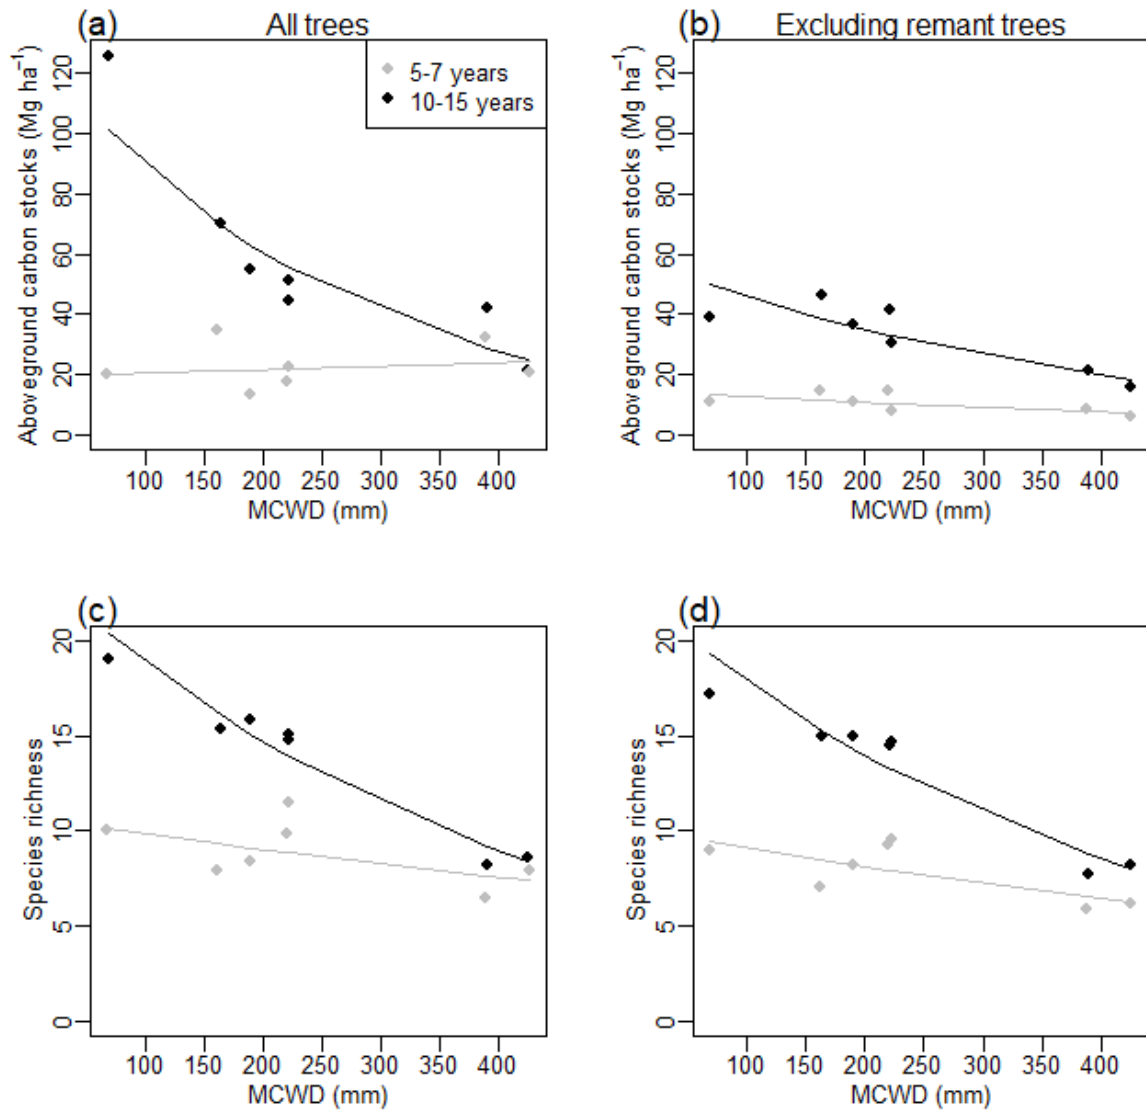 (a) All trees
(b) Excluding remant trees
Aboveground carbon stocks (Mg ha⁻¹)
0 20 40 60 80 100 120
5-7 years
10-15 years
100 150 200 250 300 350 400
MCWD (mm)
Aboveground carbon stocks (Mg ha⁻¹)
0 20 40 60 80 100 120
100 150 200 250 300 350 400
MCWD (mm)
(c)
Species richness
0 5 10 15 20
100 150 200 250 300 350 400
MCWD (mm)
(d)
Species richness
0 5 10 15 20
100 150 200 250 300 350 400
MCWD (mm)